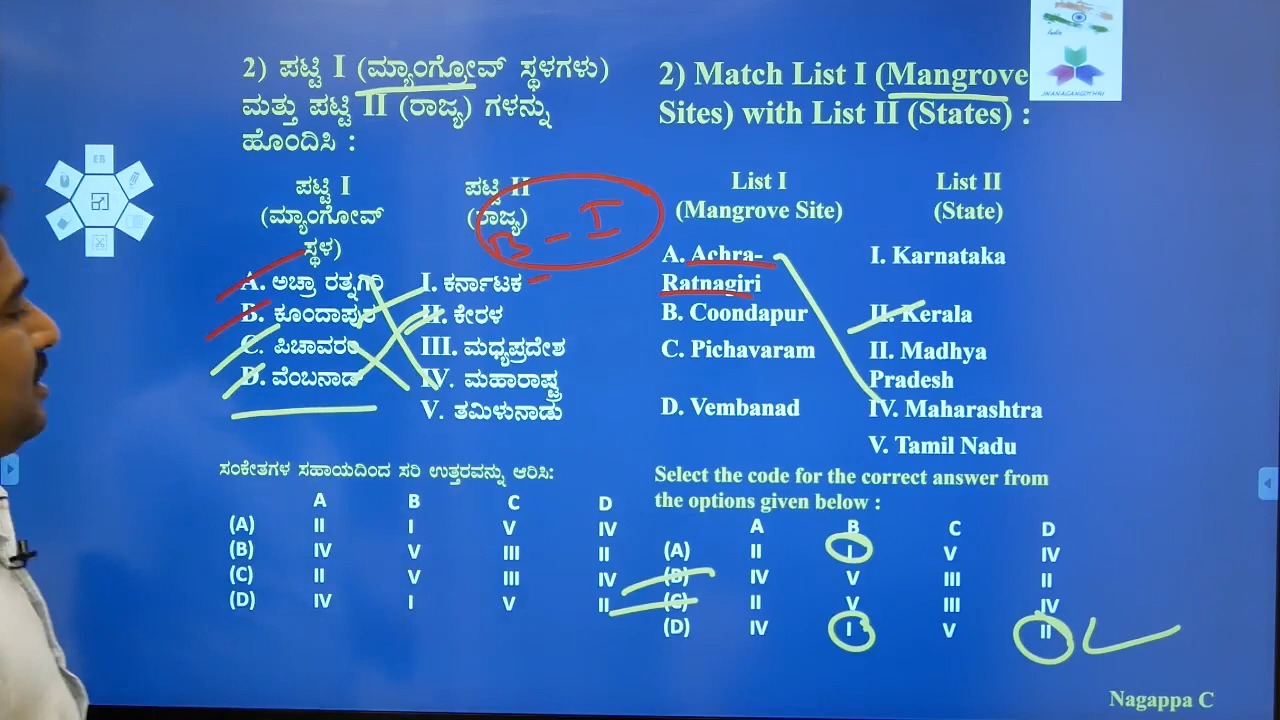 2) ಪಟ್ಟಿ I (ಮ್ಯಾಂಗ್ರೋವ್ ಸ್ಥಳಗಳು)
ಮತ್ತು ಪಟ್ಟಿ II (ರಾಜ್ಯ) ಗಳನ್ನು
ಹೊಂದಿಸಿ :
ಪಟ್ಟಿ I
(ಮ್ಯಾಂಗೋವ್
ಸ್ಥಳ)
ಪಟ್ಟಿ II
(ರಾಜ್ಯ)
B - I
A. ಅಚ್ರಾ ರತ್ನಗಿರಿ I. ಕರ್ನಾಟಕ
B. ಕೂಂದಾಪುರ II. ಕೇರಳ
C. ಪಿಚಾವರಂ III. ಮಧ್ಯಪ್ರದೇಶ
D. ವೆಂಬನಾಡ್ IV. ಮಹಾರಾಷ್ಟ್ರ
V. ತಮಿಳುನಾಡು
ಸಂಕೇತಗಳ ಸಹಾಯದಿಂದ ಸರಿ ಉತ್ತರವನ್ನು ಆರಿಸಿ:
A B C D
(A) II I V IV
(B) IV V III II
(C) II V III IV
(D) IV I V II
2) Match List I (Mangrove
Sites) with List II (States) :
List I
(Mangrove Site)
List II
(State)
A. Achra- I. Karnataka
Ratnagiri
B. Coondapur II. Kerala
C. Pichavaram II. Madhya
Pradesh
D. Vembanad IV. Maharashtra
V. Tamil Nadu
Select the code for the correct answer from
the options given below :
A B C D
(A) II I V IV
(B) IV V III II
(C) II V III IV
(D) IV I V II
India
JNANAGANGOTHRI
EB
Nagappa C